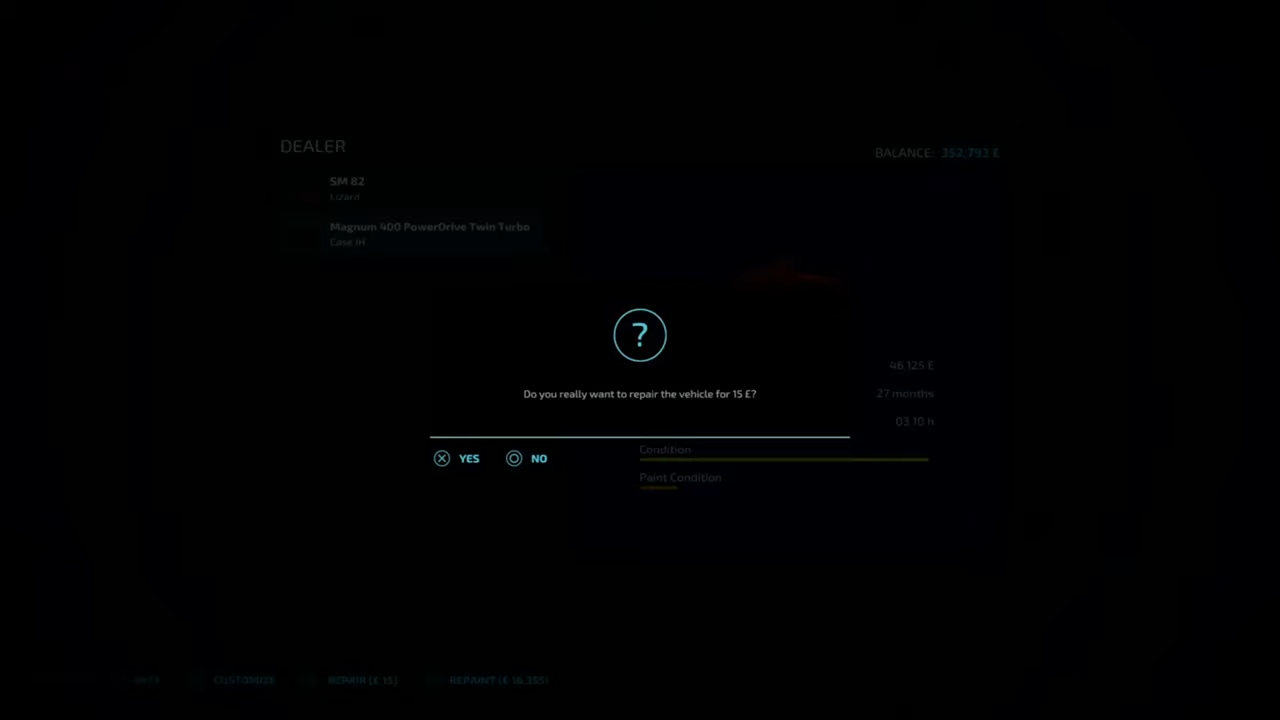 DEALER
BALANCE: 352,793 £
SM 82
Lizard
Magnum 400 PowerDrive Twin Turbo
Case IH
?
46,125 £
27 months
Do you really want to repair the vehicle for 15 £?
03:10 h
Condition
YES NO
Paint Condition
CUSTOMIZE REPAIR (£ 15) REPAINT (£ 16,355)